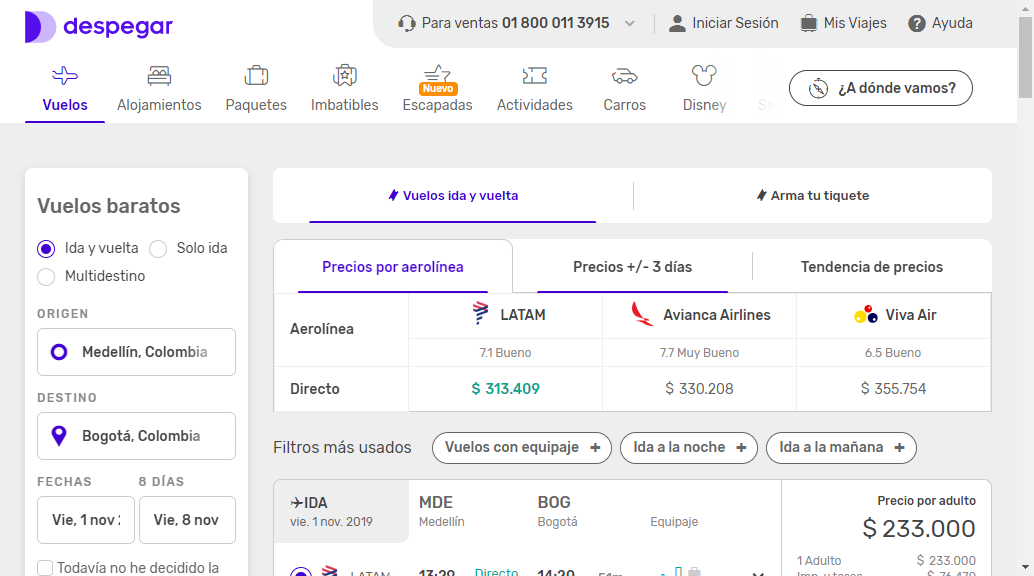 despegar
Para ventas 01 800 011 3915
Iniciar Sesión
Mis Viajes
Ayuda
Vuelos
Alojamientos
Paquetes
Imbatibles
Nuevo
Escapadas
Actividades
Carros
Disney
¿A dónde vamos?
Vuelos baratos
Ida y vuelta
Solo ida
Multidestino
ORIGEN
Medellín, Colombia
DESTINO
Bogotá, Colombia
FECHAS
8 DÍAS
Vie, 1 nov
Vie, 8 nov
Todavía no he decidido la
Vuelos ida y vuelta
Arma tu tiquete
Precios por aerolínea
Precios +/- 3 días
Tendencia de precios
Aerolínea
LATAM
Avianca Airlines
Viva Air
7.1 Bueno
7.7 Muy Bueno
6.5 Bueno
Directo
$ 313.409
$ 330.208
$ 355.754
Filtros más usados
Vuelos con equipaje +
Ida a la noche +
Ida a la mañana +
IDA
vie. 1 nov. 2019
MDE
Medellín
BOG
Bogotá
Equipaje
LATAM
13:29
Directo
14:20
51m
Precio por adulto
$ 233.000
1 Adulto
$ 233.000
Imp. y tasas
$ 76.470